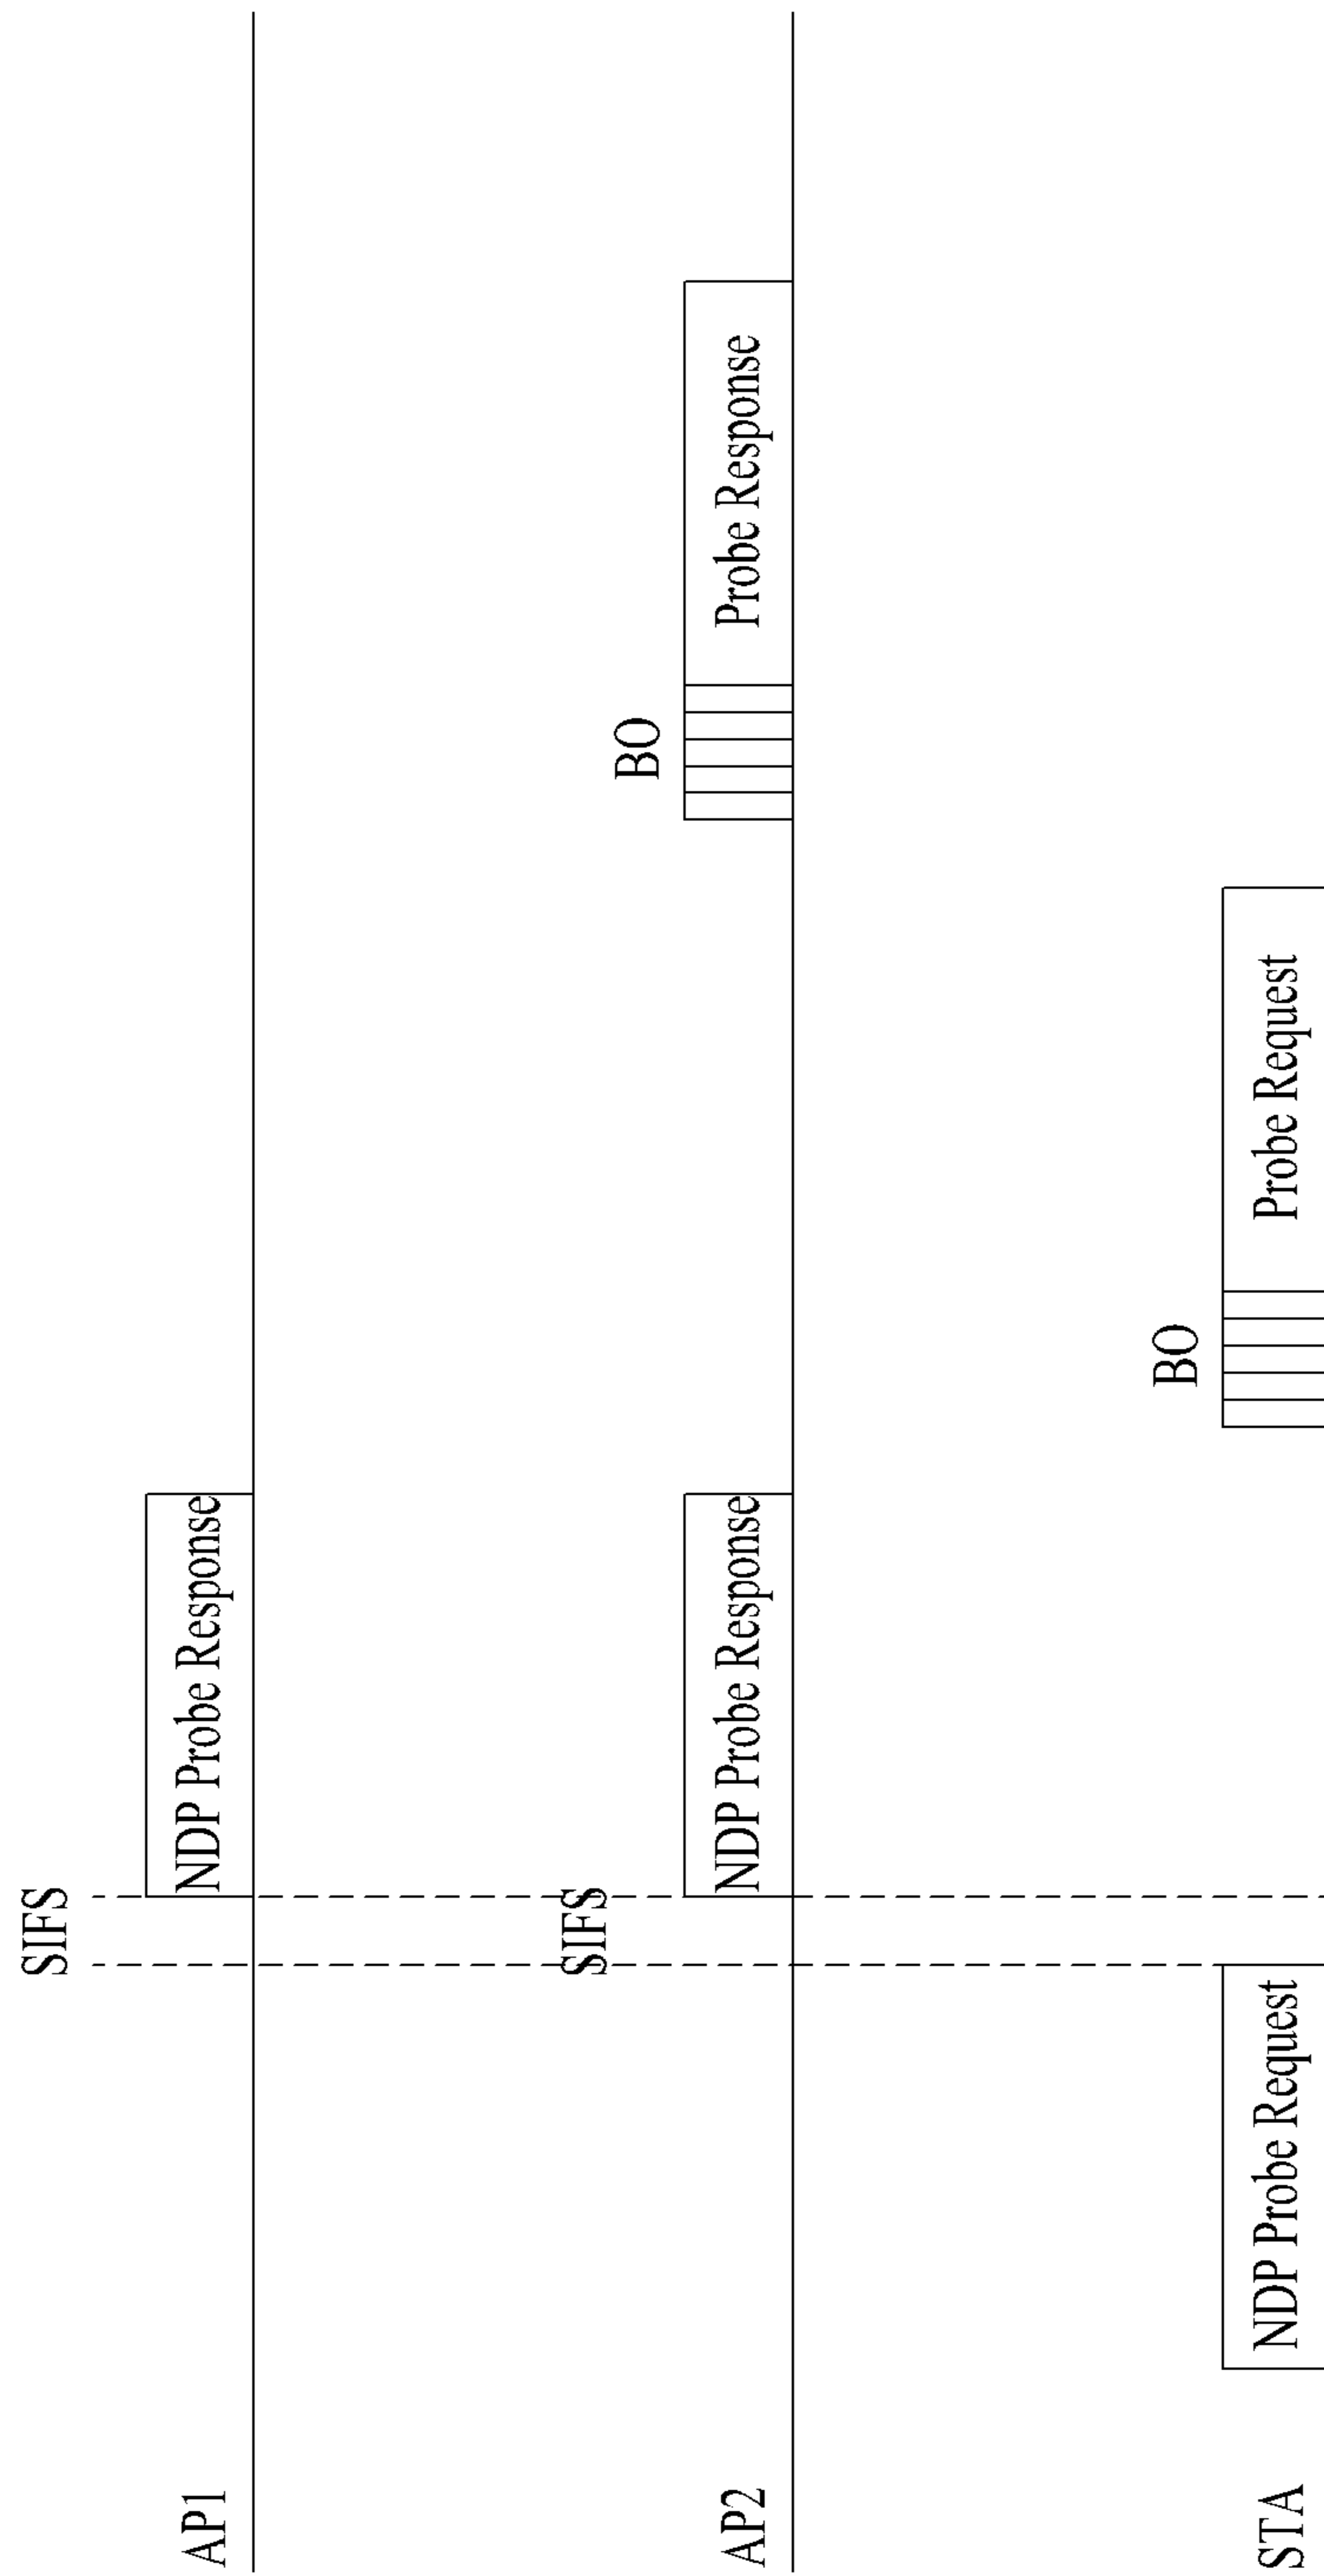 SIFS
AP1
NDP Probe Response
SIFS
BO
AP2
NDP Probe Response
Probe Response
BO
STA
NDP Probe Request
Probe Request